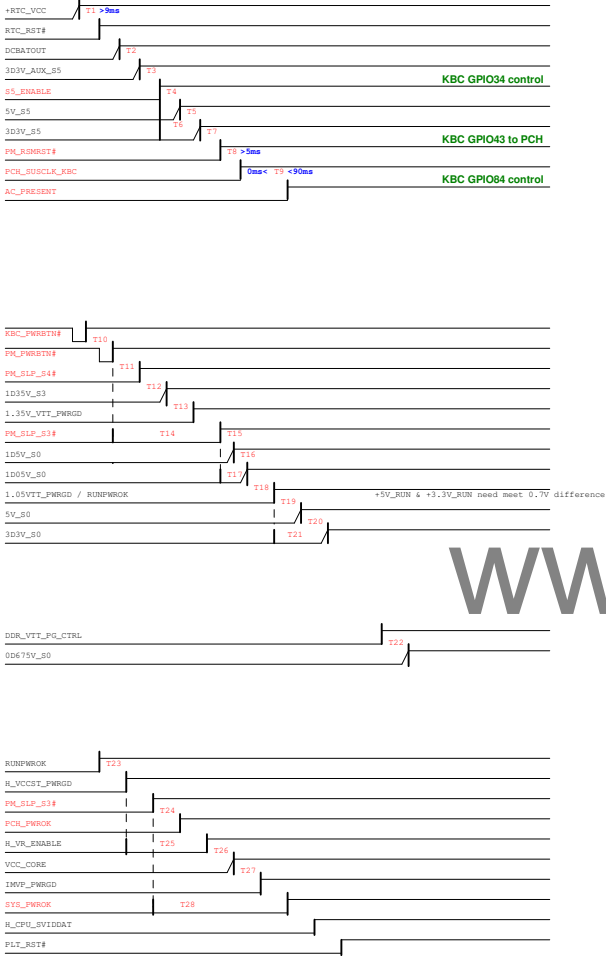 +RTC_VCC T1 >9ms
RTC_RST#
DCBATOUT T2
3D3V_AUX_S5 T3
KBC GPIO34 control
S5_ENABLE T4
5V_S5 T5
T6
3D3V_S5 T7
KBC GPIO43 to PCH
PM_RSMRST# T8 >5ms
PCH_SUSCLK_KBC 0ms< T9 <90ms
KBC GPIO84 control
AC_PRESENT
KBC_PWRBTN# T10
PM_PWRBTN#
T11
PM_SLP_S4#
T12
1D35V_S3
T13
1.35V_VTT_PWRGD
PM_SLP_S3# T14 T15
1D5V_S0 T16
1D05V_S0 T17
T18
1.05VTT_PWRGD / RUNPWROK +5V_RUN & +3.3V_RUN need meet 0.7V difference
T19
5V_S0
T20
3D3V_S0 T21
WW
DDR_VTT_PG_CTRL
T22
0D675V_S0
RUNPWROK T23
H_VCCST_PWRGD
PM_SLP_S3#
T24
PCH_PWROK
H_VR_ENABLE T25
T26
VCC_CORE
T27
IMVP_PWRGD
SYS_PWROK T28
H_CPU_SVIDDAT
PLT_RST#